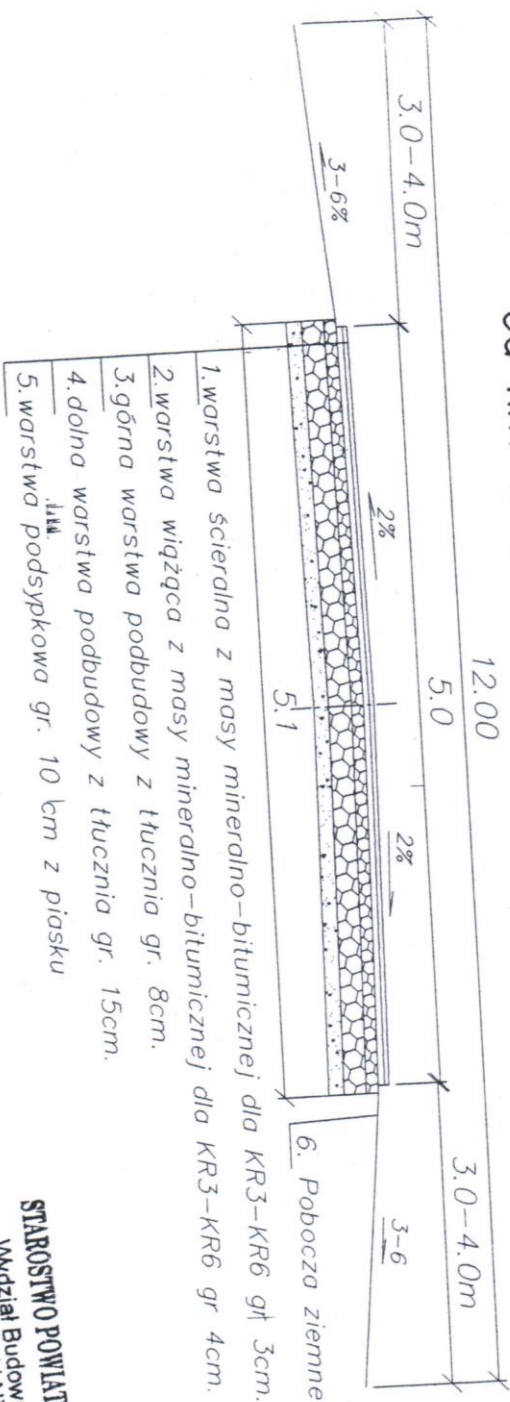 12.00
3.0-4.0m
5.0
3.0-4.0m
3-6%
2%
2%
3-6
5.1
1.warstwa ścieralna z masy mineralno-bitumicznej dla KR3-KR6 gr 3cm.
2.warstwa wiążąca z masy mineralno-bitumicznej dla KR3-KR6 gr 4cm.
3.górna warstwa podbudowy z tłucznia gr. 8cm.
4.dolna warstwa podbudowy z tłucznia gr. 15cm.
5.warstwa podsypkowa gr. 10 cm z piasku
6. Pobocza ziemne
STAROSTWO POWIAT
Wydział Budow